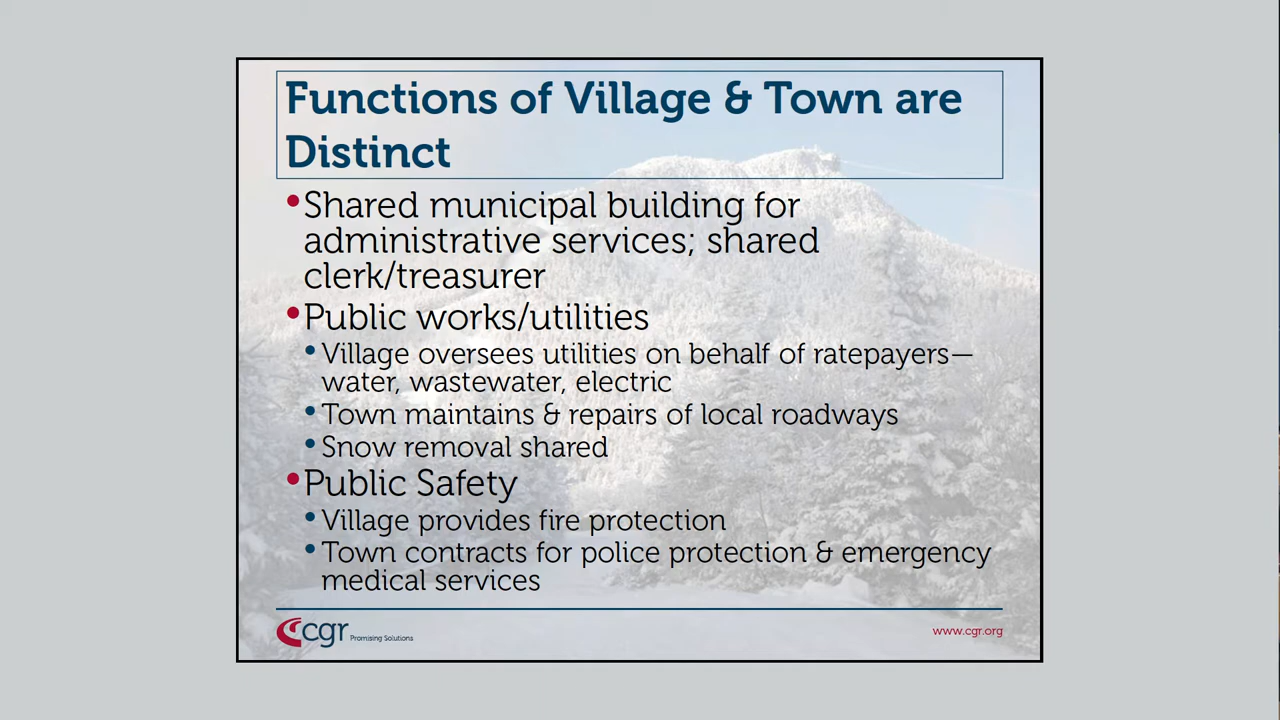 Functions of Village & Town are
Distinct
•Shared municipal building for
administrative services; shared
clerk/treasurer
•Public works/utilities
•Village oversees utilities on behalf of ratepayers—
water, wastewater, electric
•Town maintains & repairs of local roadways
•Snow removal shared
•Public Safety
•Village provides fire protection
•Town contracts for police protection & emergency
medical services
cgr Promising Solutions
www.cgr.org